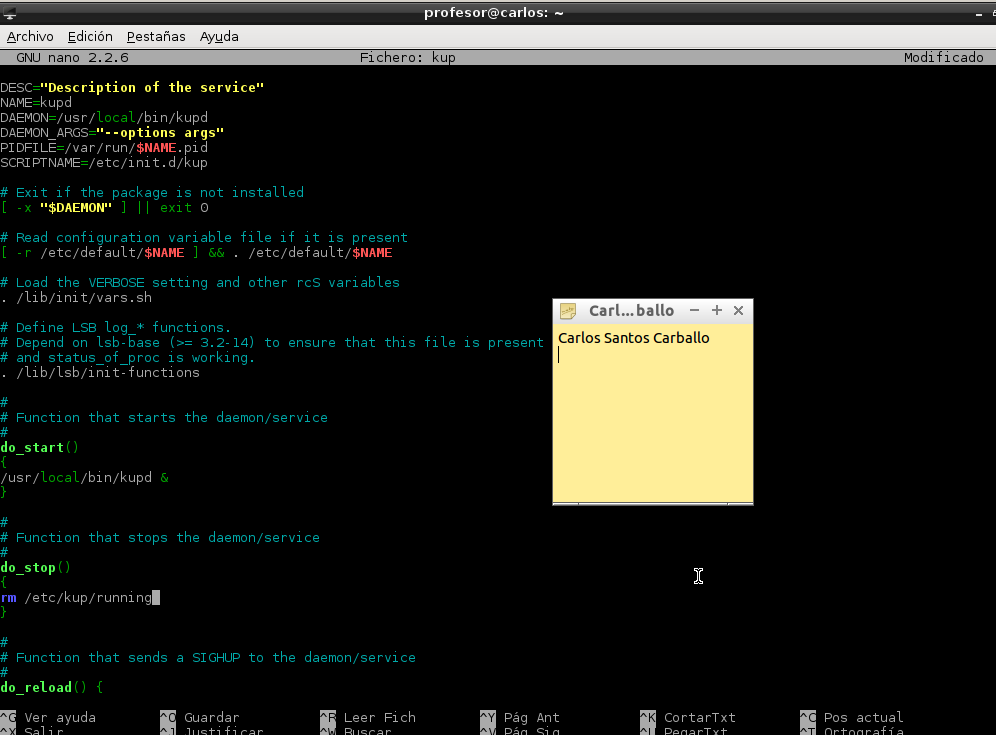 profesor@carlos: ~
Archivo Edición Pestañas Ayuda
GNU nano 2.2.6 Fichero: kup Modificado
DESC="Description of the service"
NAME=kupd
DAEMON=/usr/local/bin/kupd
DAEMON_ARGS="--options args"
PIDFILE=/var/run/$NAME.pid
SCRIPTNAME=/etc/init.d/kup
# Exit if the package is not installed
[ -x "$DAEMON" ] || exit 0
# Read configuration variable file if it is present
[ -r /etc/default/$NAME ] && . /etc/default/$NAME
# Load the VERBOSE setting and other rcS variables
. /lib/init/vars.sh
# Define LSB log_* functions.
# Depend on lsb-base (>= 3.2-14) to ensure that this file is present
# and status_of_proc is working.
. /lib/lsb/init-functions
#
# Function that starts the daemon/service
#
do_start()
{
/usr/local/bin/kupd &
}
#
# Function that stops the daemon/service
#
do_stop()
{
rm /etc/kup/running
}
#
# Function that sends a SIGHUP to the daemon/service
#
do_reload() {
Carl...ballo
Carlos Santos Carballo
^G Ver ayuda ^O Guardar ^R Leer Fich ^Y Pág Ant ^K CortarTxt ^C Pos actual
^X Salir ^J Justificar ^W Buscar ^V Pág Sig ^U PegarTxt ^T Ortografía